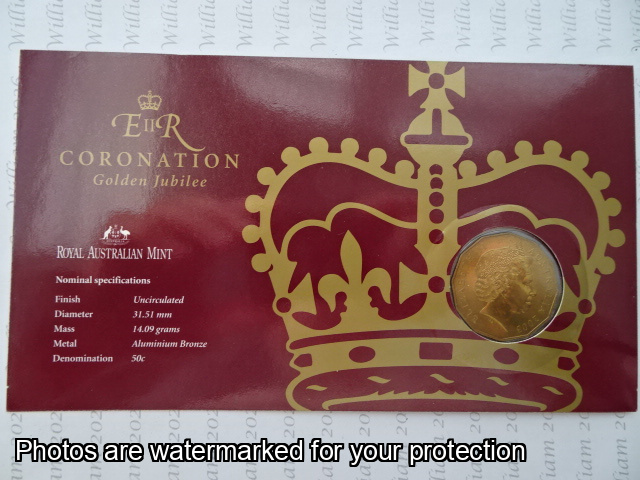 E II R
CORONATION
Golden Jubilee
ROYAL AUSTRALIAN MINT
Nominal specifications
Finish Uncirculated
Diameter 31.51 mm
Mass 14.09 grams
Metal Aluminium Bronze
Denomination 50c
Photos are watermarked for your protection